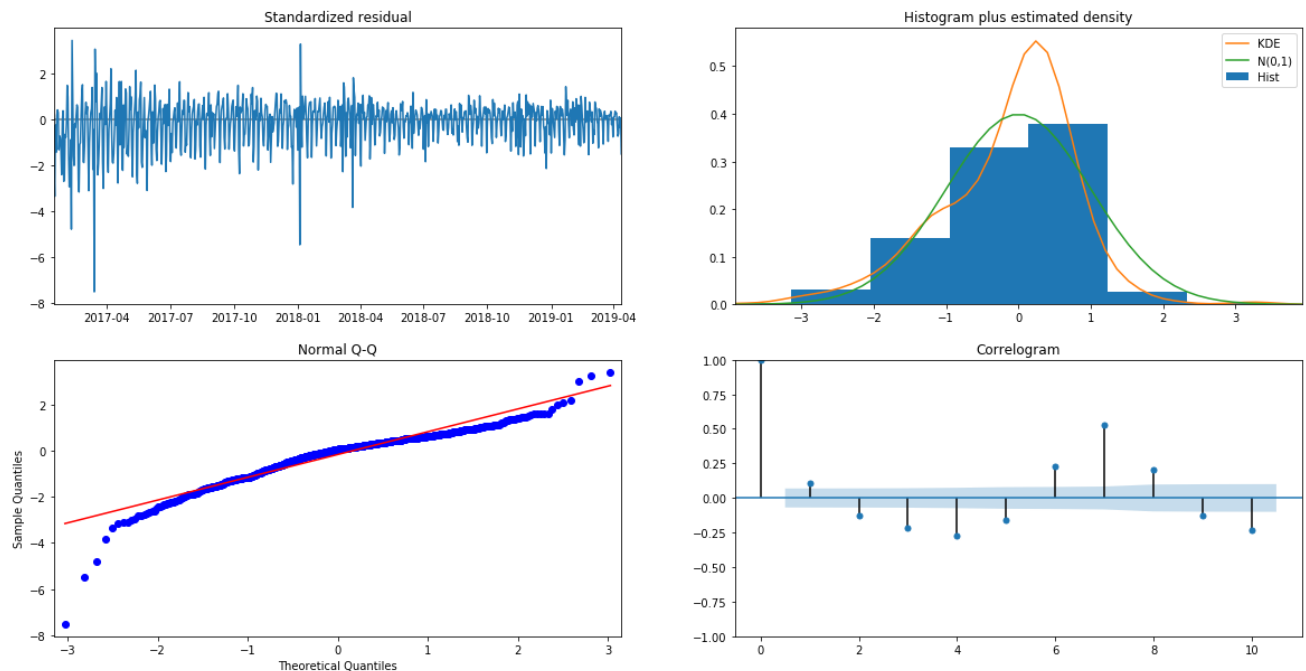 Standardized residual
2
0
−2
−4
−6
−8
2017-04 2017-07 2017-10 2018-01 2018-04 2018-07 2018-10 2019-01 2019-04
Histogram plus estimated density
KDE
N(0,1)
Hist
0.5
0.4
0.3
0.2
0.1
0.0
−3 −2 −1 0 1 2 3
Normal Q-Q
Sample Quantiles
2
0
−2
−4
−6
−8
−3 −2 −1 0 1 2 3
Theoretical Quantiles
Correlogram
1.00
0.75
0.50
0.25
0.00
−0.25
−0.50
−0.75
−1.00
0 2 4 6 8 10